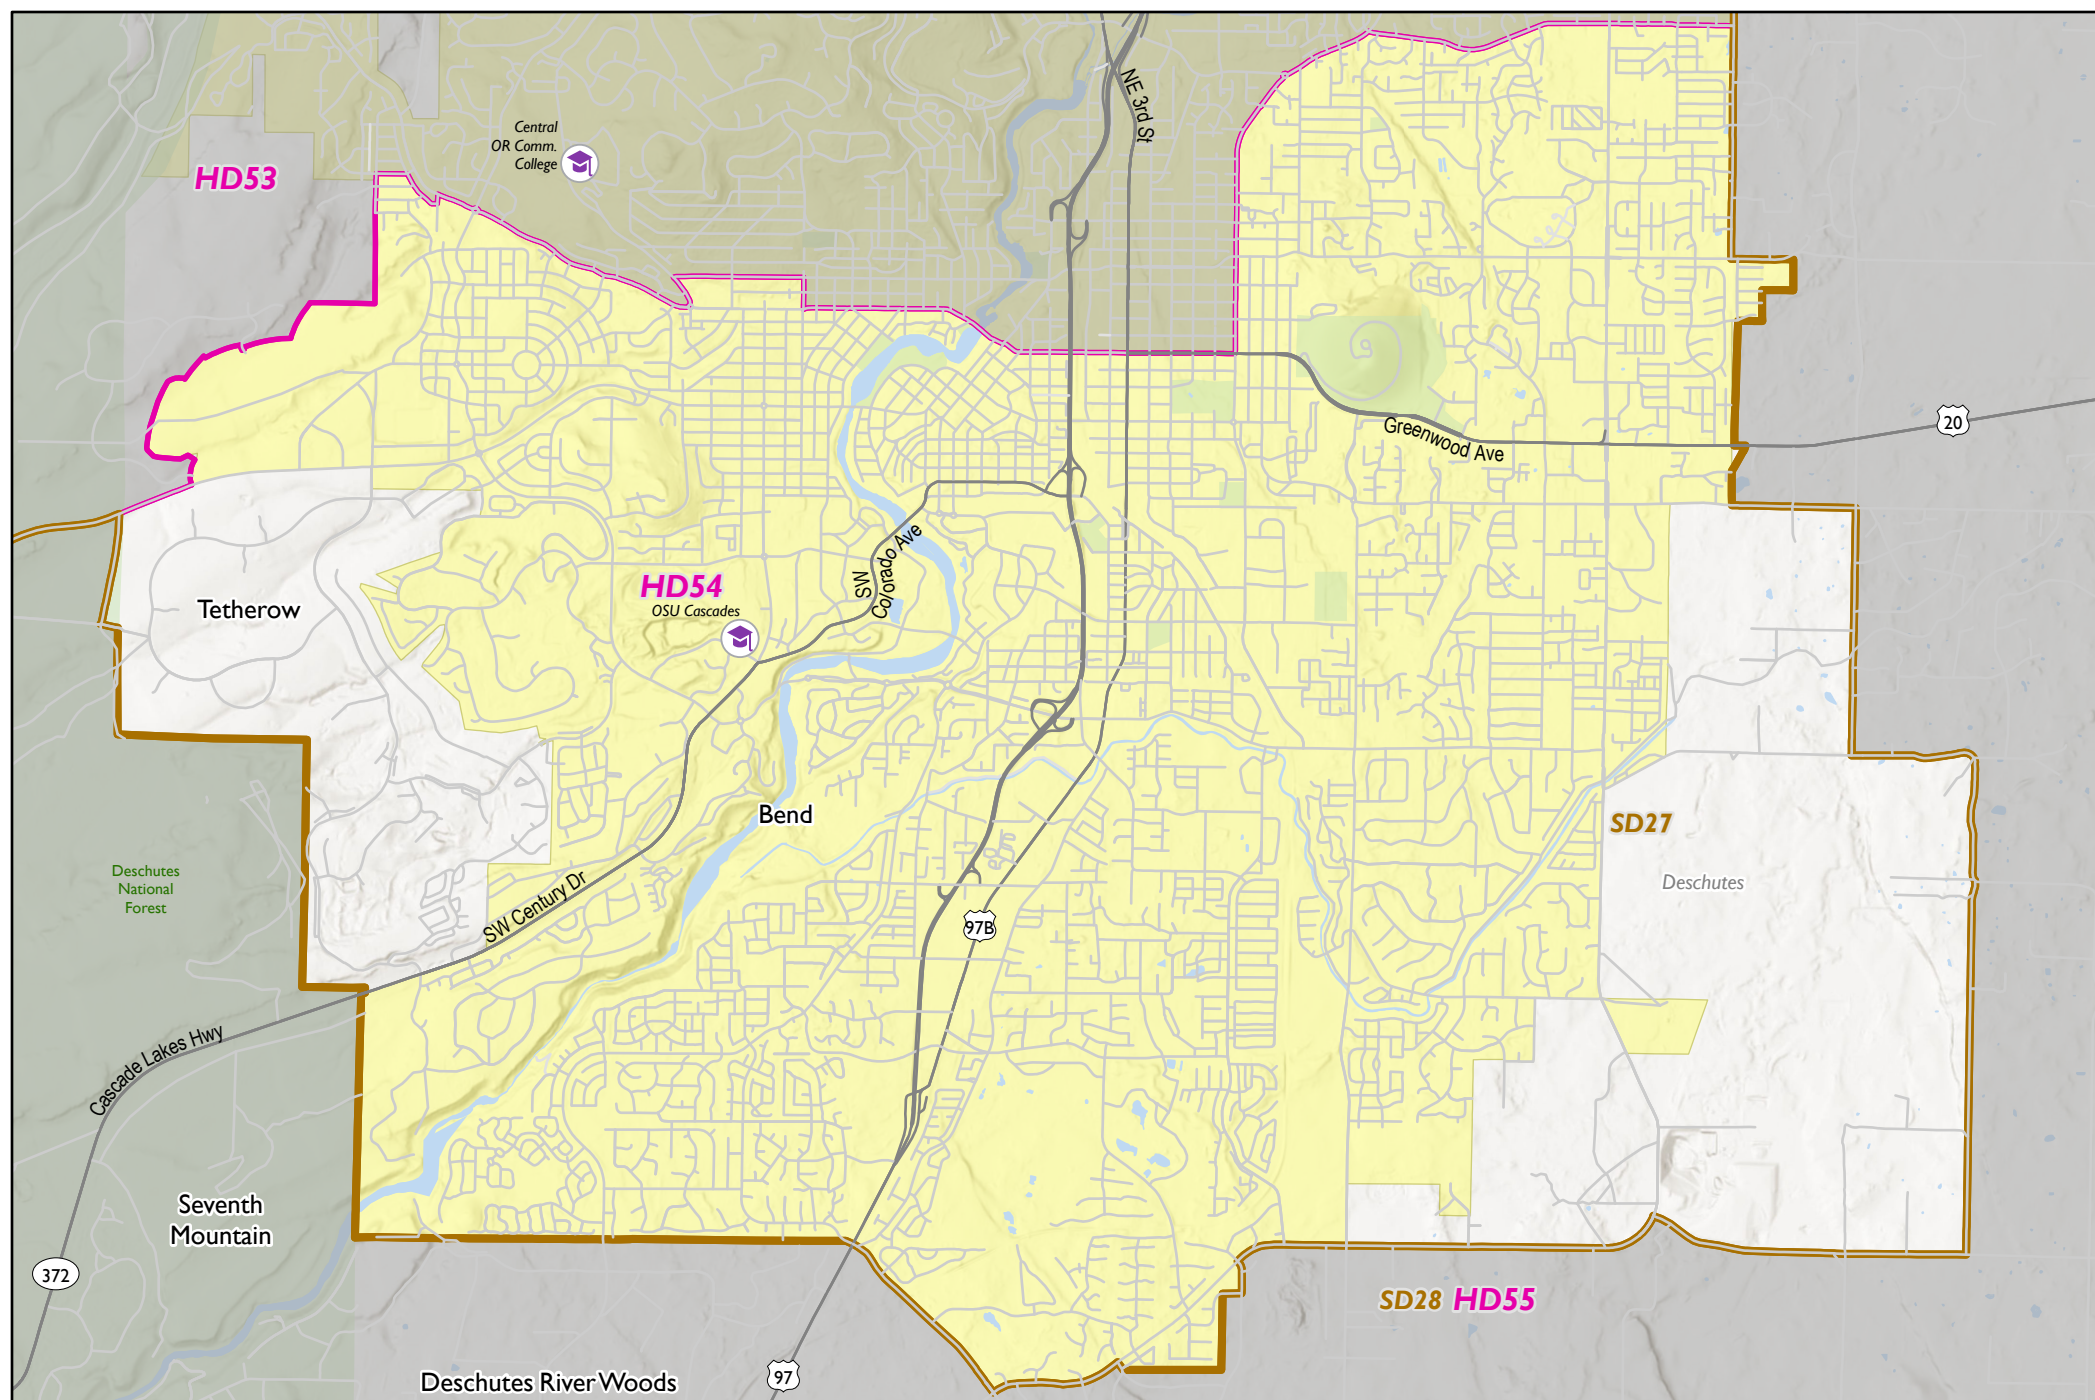 NE 3rd St
Central
OR Comm.
College
HD53
20
Greenwood Ave
SW
Colorado Ave
HD54
OSU Cascades
Tetherow
Bend
SD27
Deschutes
Deschutes
National
Forest
SW Century Dr
97B
Cascade Lakes Hwy
Seventh
Mountain
372
SD28 HD55
97
Deschutes River Woods